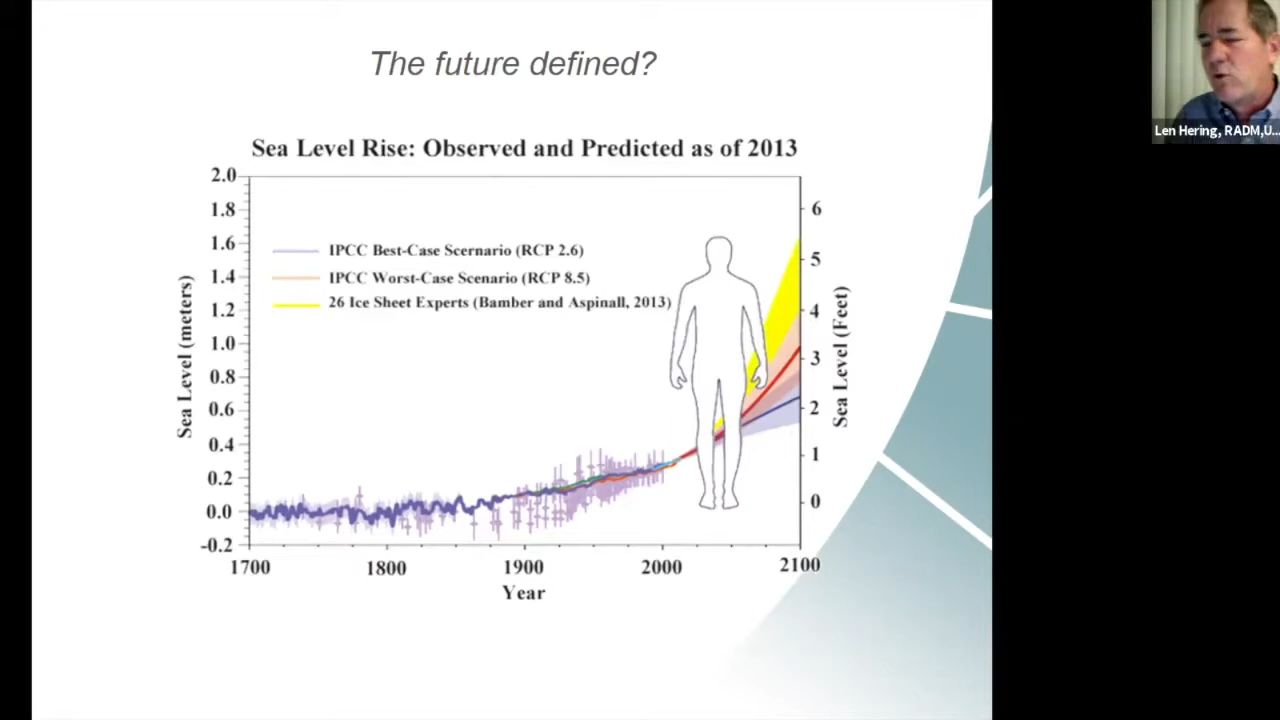 The future defined?
Len Hering, RADM,U...
Sea Level Rise: Observed and Predicted as of 2013
2.0
1.8
1.6
1.4
1.2
1.0
0.8
0.6
0.4
0.2
0.0
-0.2
Sea Level (meters)
IPCC Best-Case Scernario (RCP 2.6)
IPCC Worst-Case Scenario (RCP 8.5)
26 Ice Sheet Experts (Bamber and Aspinall, 2013)
6
5
4
3
2
1
0
Sea Level (Feet)
1700 1800 1900 2000 2100
Year